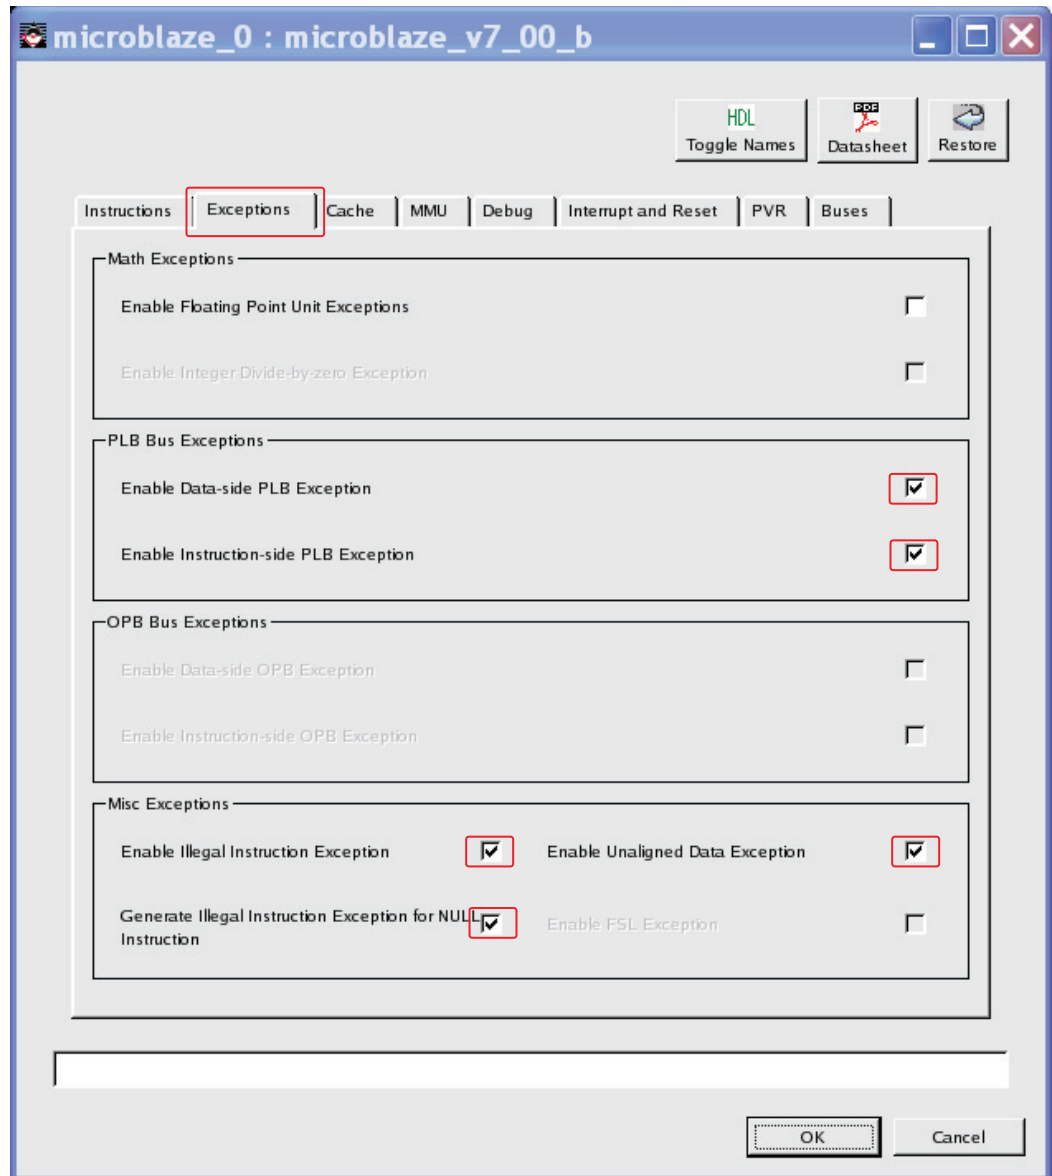 microblaze_0 : microblaze_v7_00_b
HDL
Toggle Names
PDF
Datasheet
Restore
Instructions
Exceptions
Cache
MMU
Debug
Interrupt and Reset
PVR
Buses
Math Exceptions
Enable Floating Point Unit Exceptions
Enable Integer Divide-by-zero Exception
PLB Bus Exceptions
Enable Data-side PLB Exception
Enable Instruction-side PLB Exception
OPB Bus Exceptions
Enable Data-side OPB Exception
Enable Instruction-side OPB Exception
Misc Exceptions
Enable Illegal Instruction Exception
Enable Unaligned Data Exception
Generate Illegal Instruction Exception for NULL
Instruction
Enable FSL Exception
OK
Cancel